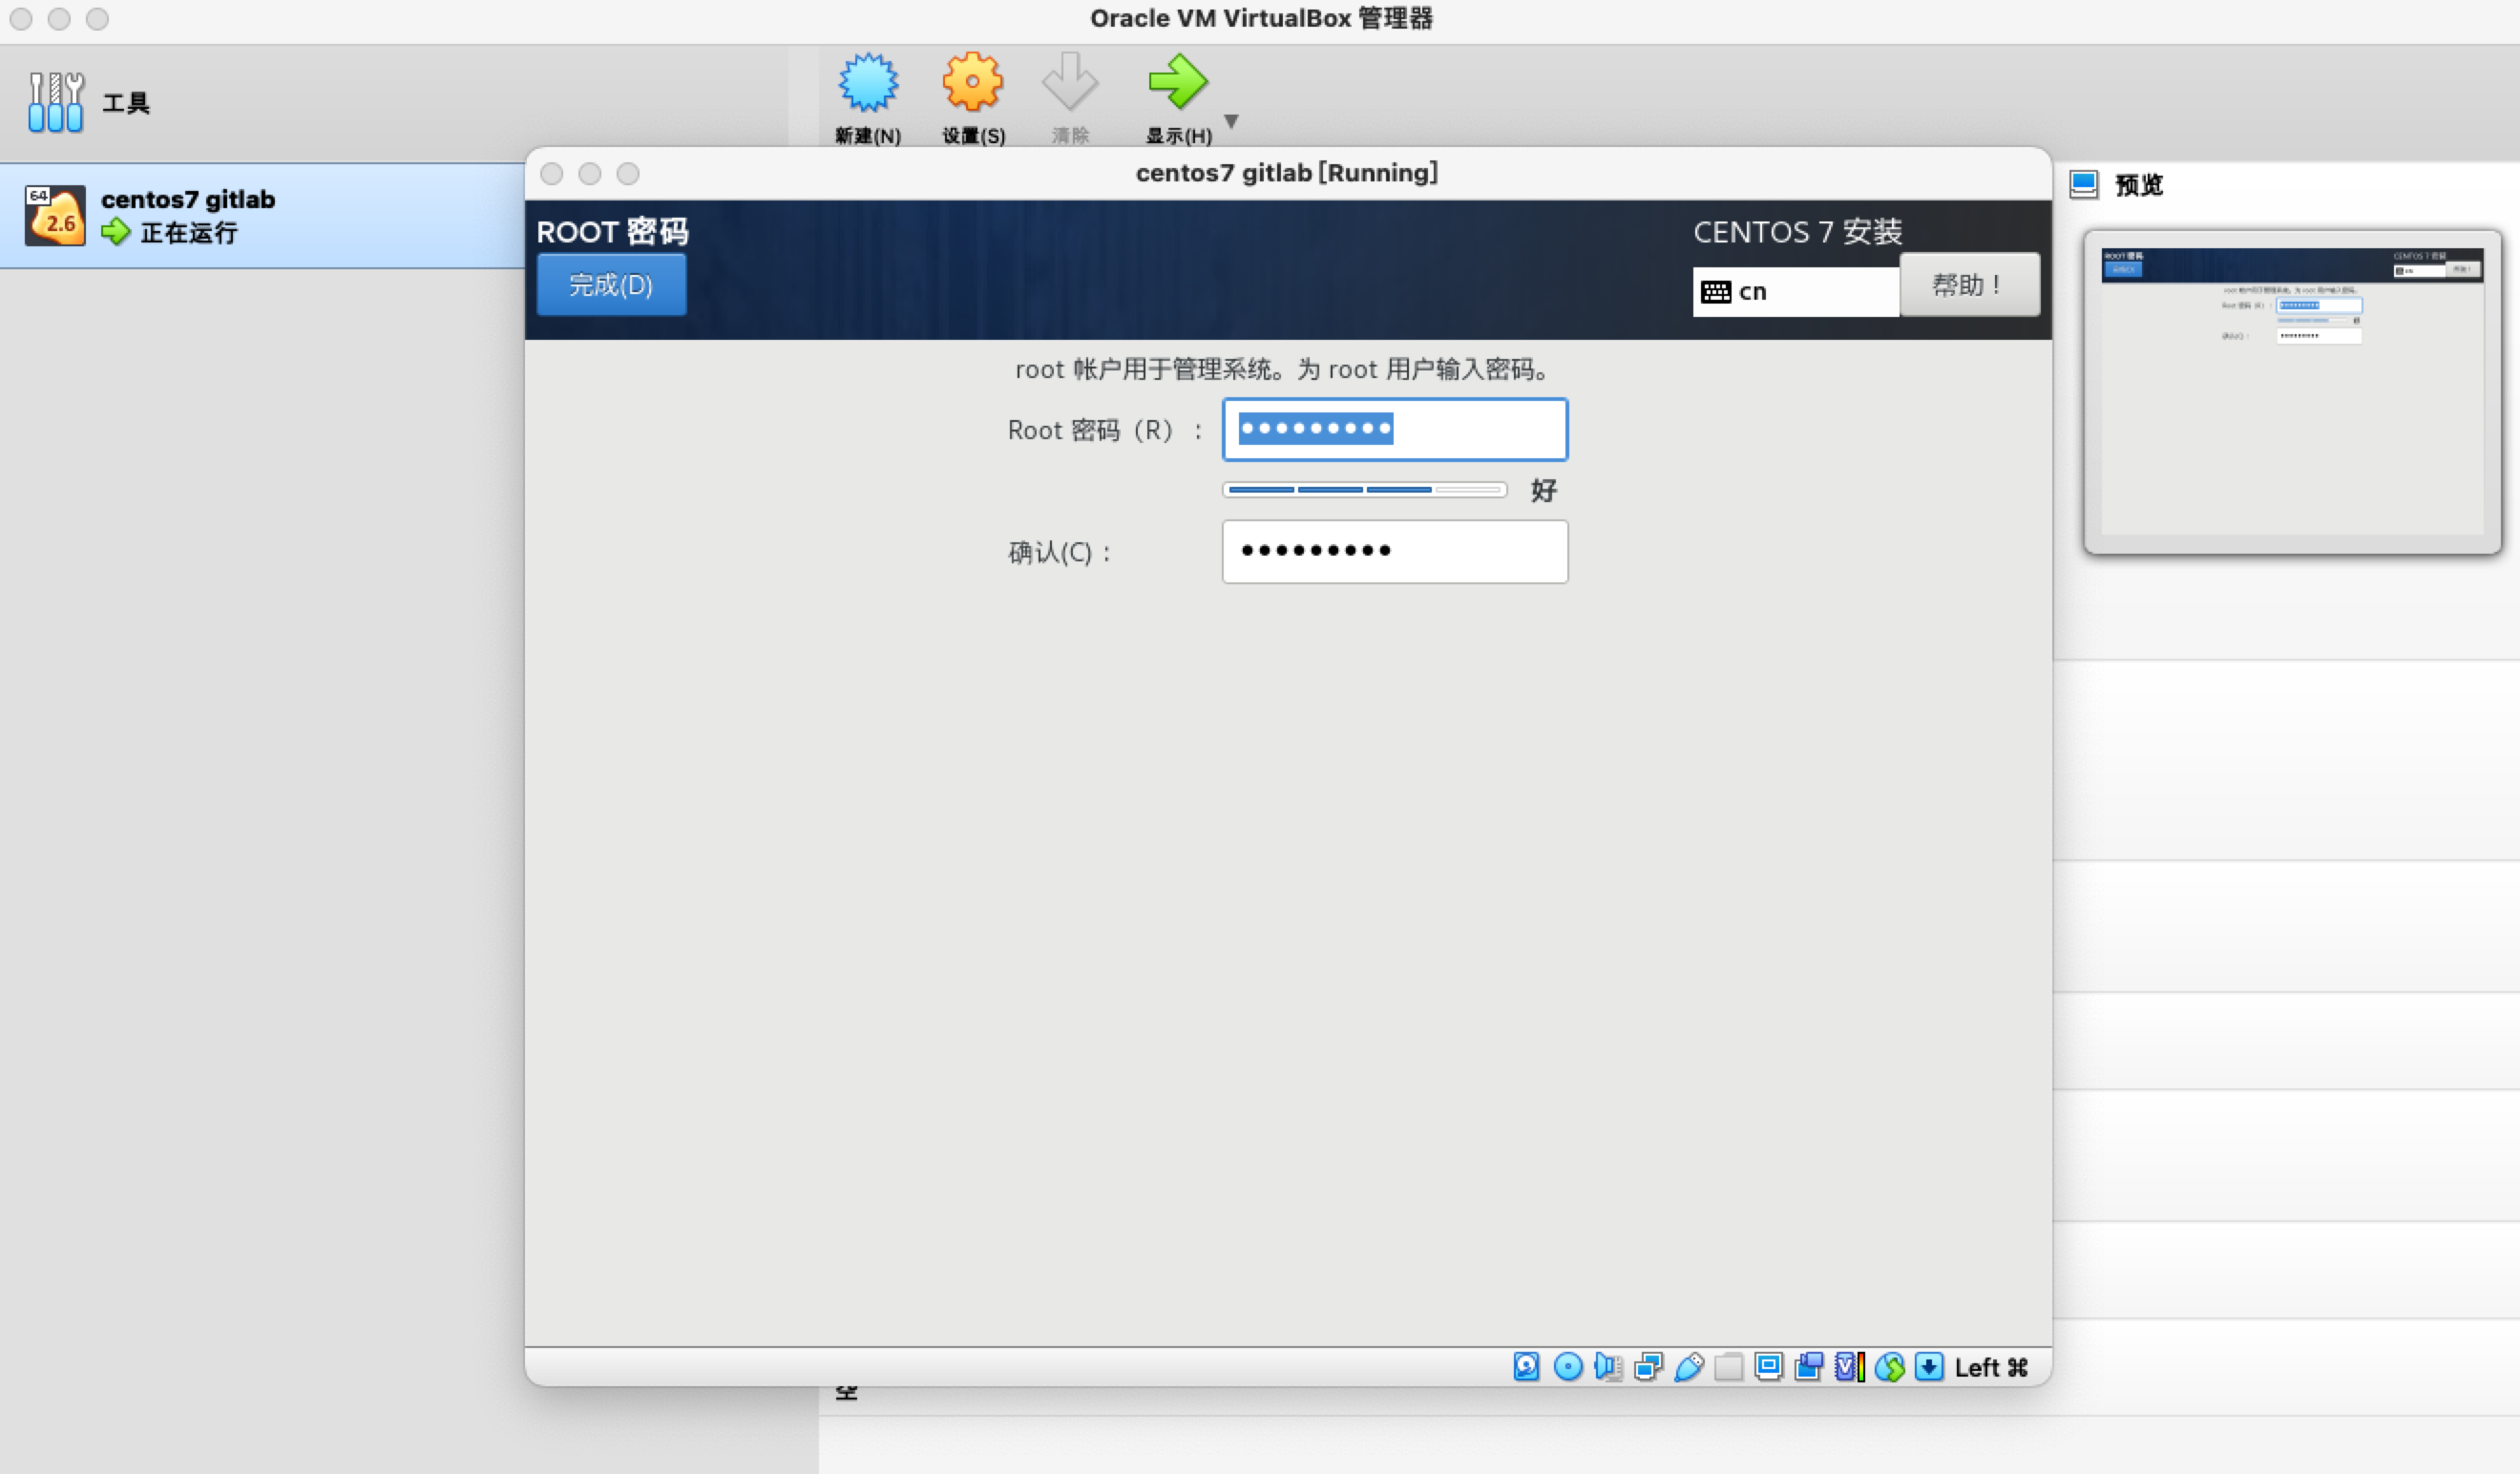 Oracle VM VirtualBox 管理器
工具
新建(N)
设置(S)
清除
显示(H)
64
2.6
centos7 gitlab
正在运行
centos7 gitlab [Running]
预览
ROOT 密码
完成(D)
CENTOS 7 安装
cn
帮助！
root 帐户用于管理系统。为 root 用户输入密码。
Root 密码（R）：
●●●●●●●●●
好
确认(C)：
●●●●●●●●●
Left ⌘